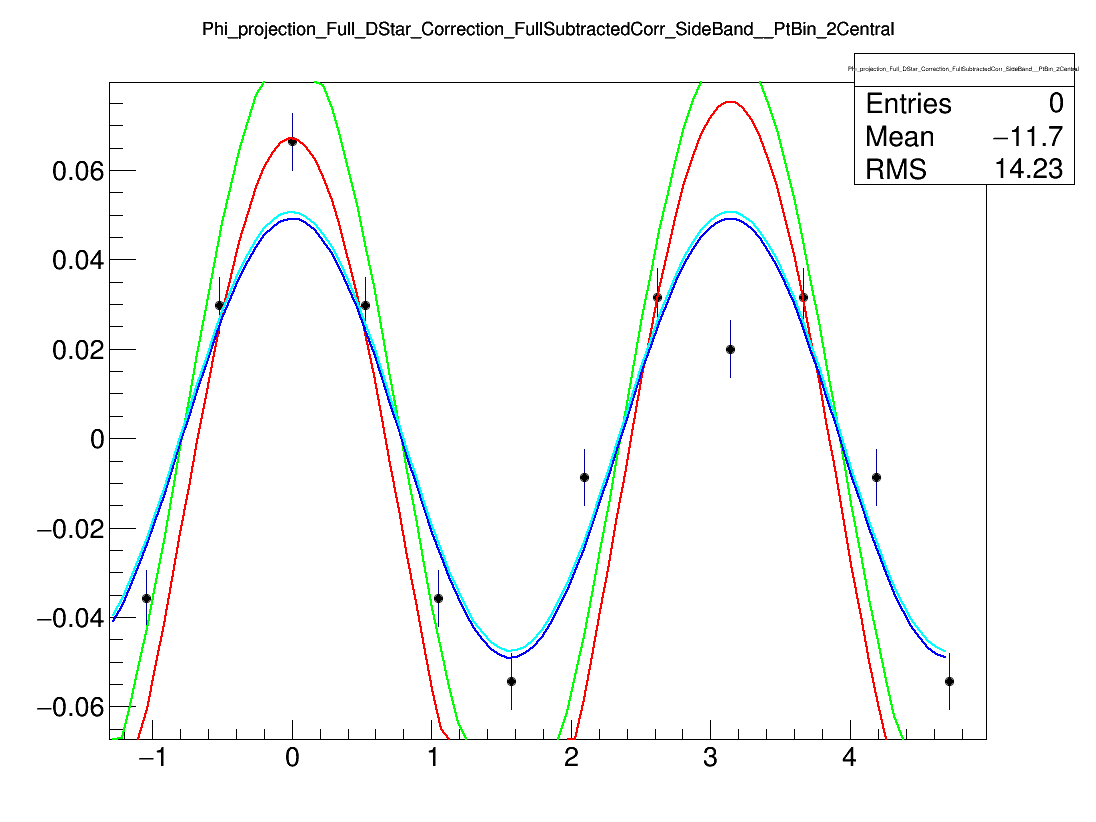 Phi_projection_Full_DStar_Correction_FullSubtractedCorr_SideBand__PtBin_2Central
Phi_projection_Full_DStar_Correction_FullSubtractedCorr_SideBand__PtBin_2Central
Entries 0
Mean −11.7
RMS 14.23
0.06
0.04
0.02
0
−0.02
−0.04
−0.06
−1 0 1 2 3 4